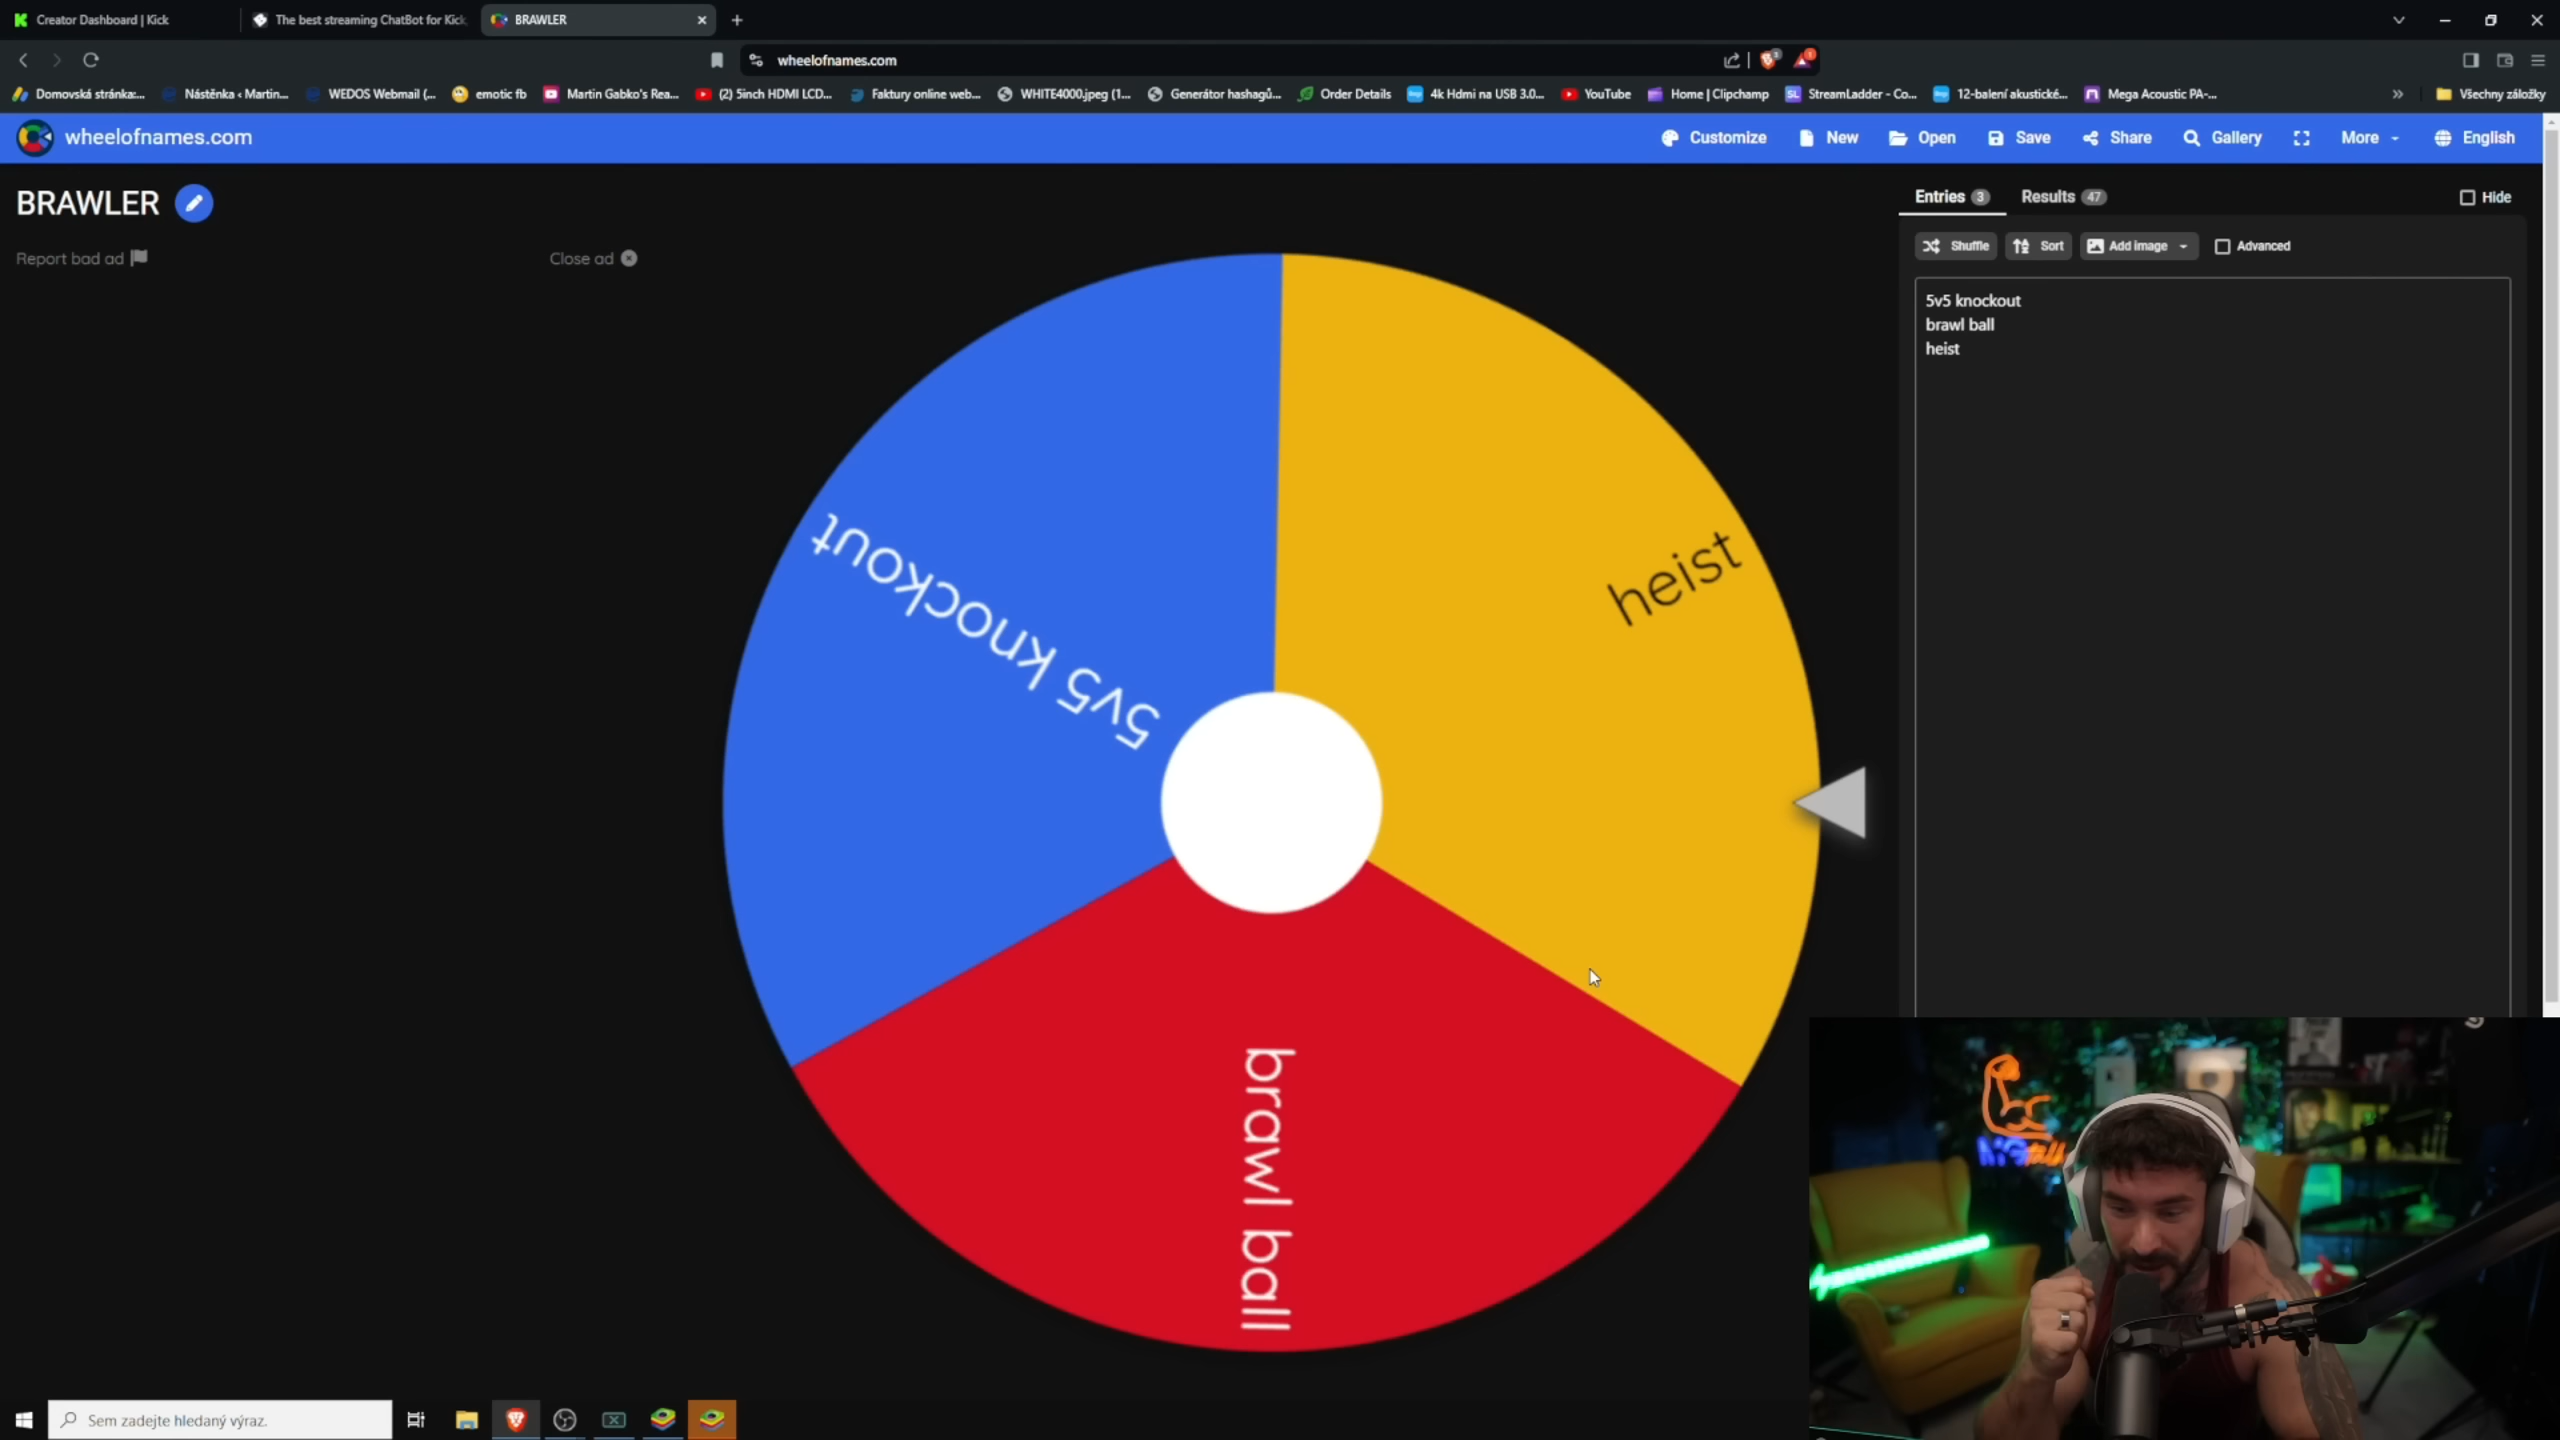 Creator Dashboard | Kick
The best streaming ChatBot for Kick,
BRAWLER
wheelofnames.com
Domovská stránka:...
Nástěnka ‹ Martin...
WEDOS Webmail (...
emotic fb
Martin Gabko's Rea...
(2) 5inch HDMI LCD...
Faktury online web...
WHITE4000.jpeg (1...
Generátor hashagů...
Order Details
4k Hdmi na USB 3.0...
YouTube
Home | Clipchamp
StreamLadder - Co...
12-balení akustické...
Mega Acoustic PA-...
Všechny záložky
wheelofnames.com
Customize
New
Open
Save
Share
Gallery
More
English
BRAWLER
Entries 3
Results 47
Hide
Report bad ad
Close ad
Shuffle
Sort
Add image
Advanced
5v5 knockout
brawl ball
heist
5v5 knockout
heist
brawl ball
Sem zadejte hledaný výraz.